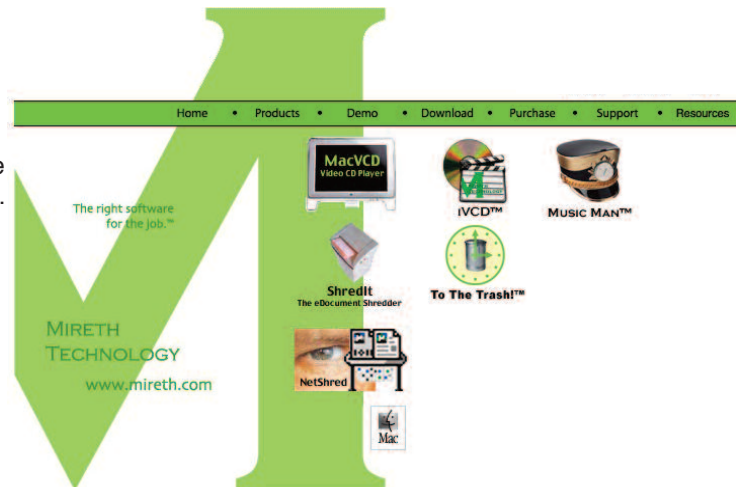 Home • Products • Demo • Download • Purchase • Support • Resources
e
.
The right software
for the job.™
MacVCD
Video CD Player
iVCD™
MUSIC MAN™
ShredIt
The eDocument Shredder
To The Trash!™
NetShred
MIRETH
TECHNOLOGY
www.mireth.com
Mac